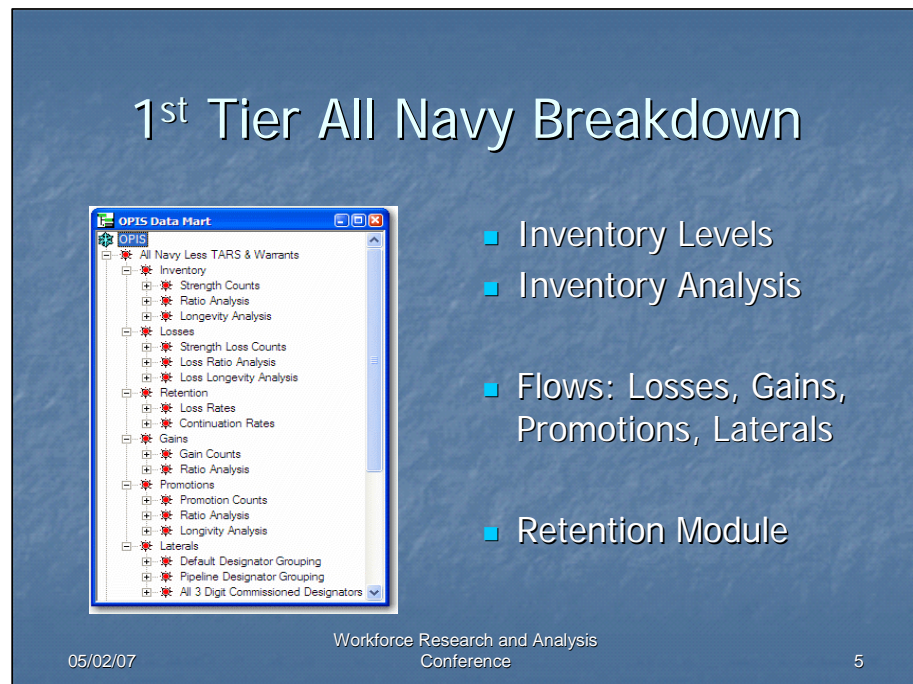 1st Tier All Navy Breakdown
OPIS Data Mart
OPIS
All Navy Less TARS & Warrants
Inventory
Strength Counts
Ratio Analysis
Longevity Analysis
Losses
Strength Loss Counts
Loss Ratio Analysis
Loss Longevity Analysis
Retention
Loss Rates
Continuation Rates
Gains
Gain Counts
Ratio Analysis
Promotions
Promotion Counts
Ratio Analysis
Longivity Analysis
Laterals
Default Designator Grouping
Pipeline Designator Grouping
All 3 Digit Commissioned Designators
Inventory Levels
Inventory Analysis
Flows: Losses, Gains,
Promotions, Laterals
Retention Module
05/02/07
Workforce Research and Analysis
Conference
5